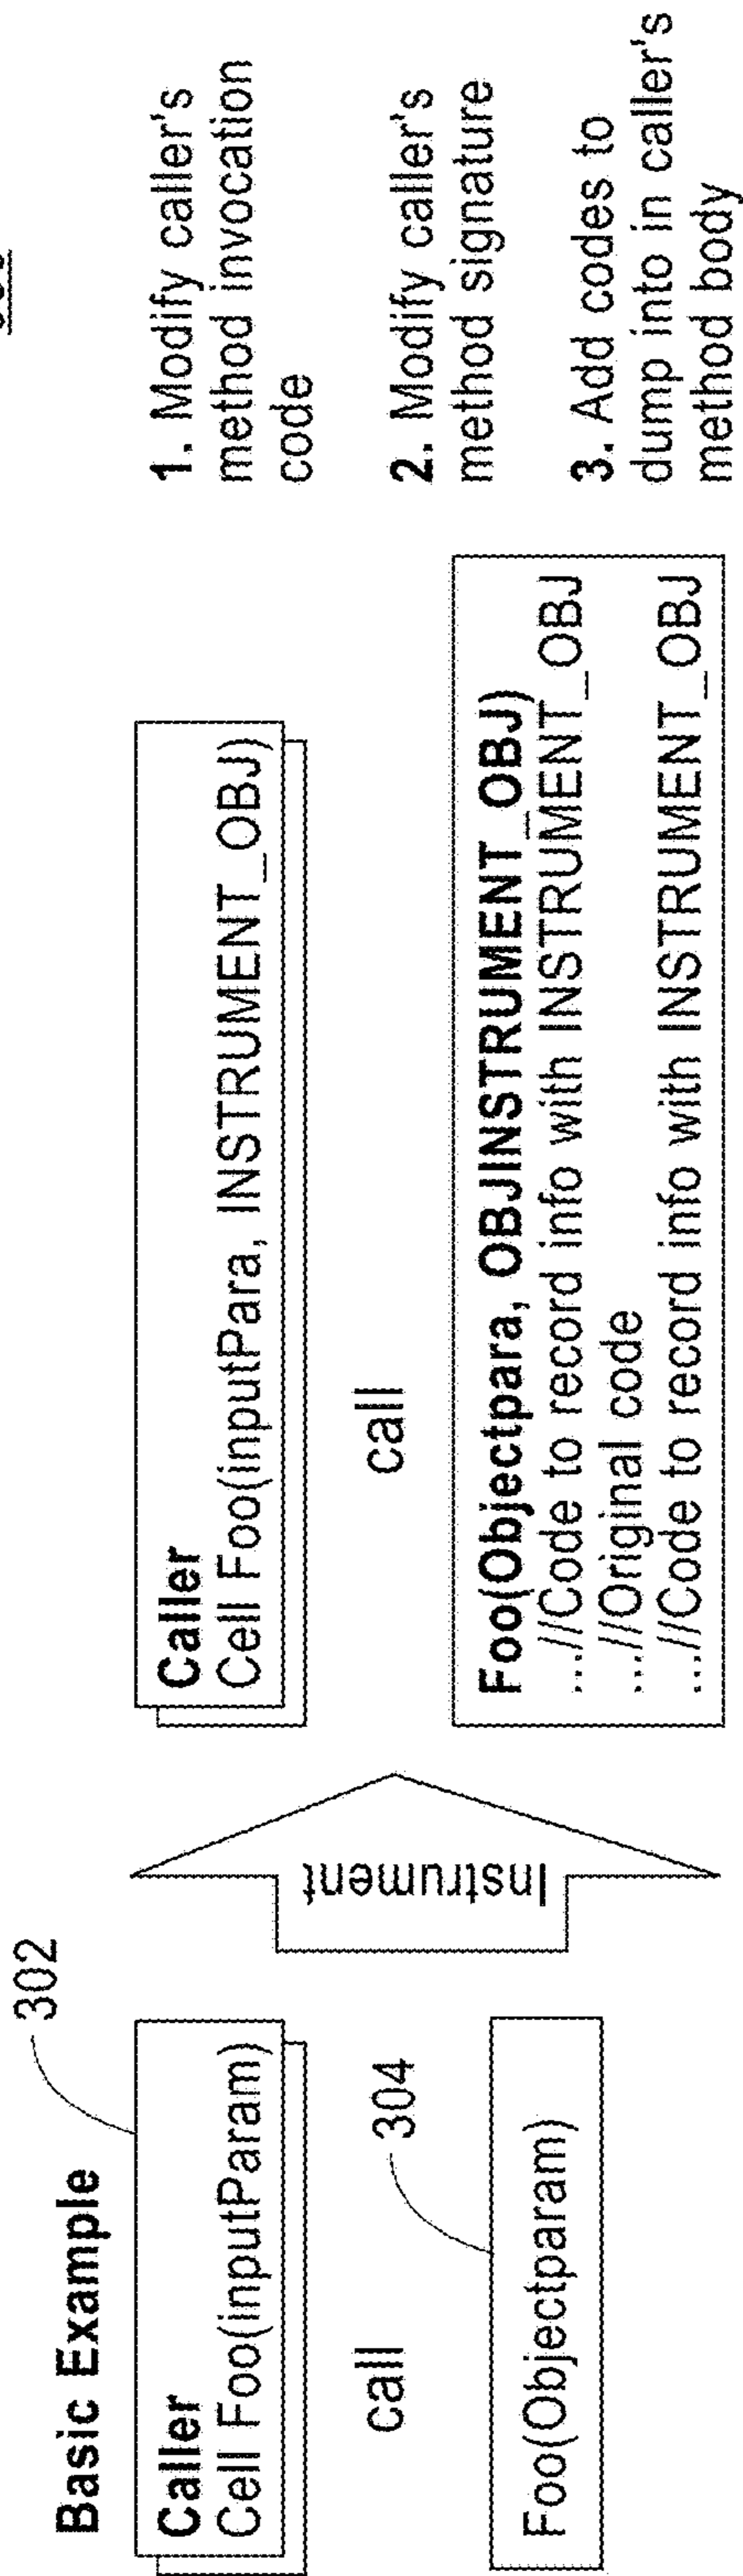 Basic Example
302
Caller
Cell Foo(inputParam)
call
304
Foo(Objectparam)
Instrument
Caller
Cell Foo(inputPara, INSTRUMENT_OBJ)
call
Foo(Objectpara, OBJINSTRUMENT_OBJ)
...//Code to record info with INSTRUMENT_OBJ
...//Original code
...//Code to record info with INSTRUMENT_OBJ
1. Modify caller's
method invocation
code
2. Modify caller's
method signature
3. Add codes to
dump into in caller's
method body